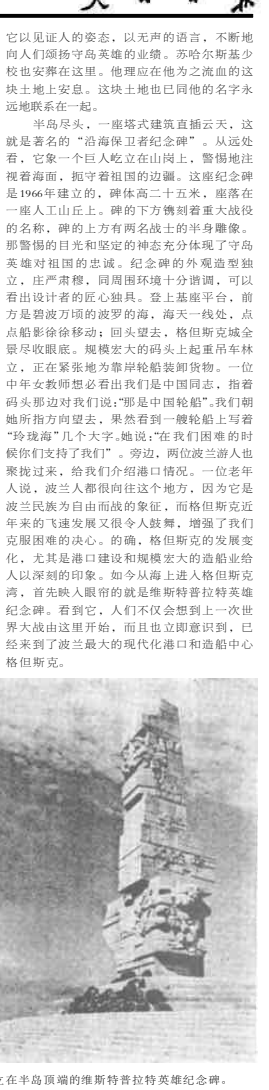 它以见证人的姿态，以无声的语言，不断地
向人们颂扬守岛英雄的业绩。苏哈尔斯基少
校也安葬在这里。他理应在他为之流血的这
块土地上安息。这块土地也已同他的名字永
远地联系在一起。
半岛尽头，一座塔式建筑直插云天，这
就是著名的“沿海保卫者纪念碑”。从远处
看，它象一个巨人屹立在山岗上，警惕地注
视着海面，扼守着祖国的边疆。这座纪念碑
是1966年建立的，碑体高二十五米，座落在
一座人工山丘上。碑的下方镌刻着重大战役
的名称，碑的上方有两名战士的半身雕像。
那警惕的目光和坚定的神态充分体现了守岛
英雄对祖国的忠诚。纪念碑的外观造型独
立，庄严肃穆，同周围环境十分谐调，可以
看出设计者的匠心独具。登上基座平台，前
方是碧波万顷的波罗的海，海天一线处，点
点船影徐徐移动；回头望去，格但斯克城全
景尽收眼底。规模宏大的码头上起重吊车林
立，正在紧张地为靠岸轮船装卸货物。一位
中年女教师想必看出我们是中国同志，指着
码头那边对我们说：“那是中国轮船”。我们朝
她所指方向望去，果然看到一艘轮船上写着
“玲珑海”几个大字。她说：“在我们困难的时
候你们支持了我们”。旁边，两位波兰游人也
聚拢过来，给我们介绍港口情况。一位老年
人说，波兰人都很向往这个地方，因为它是
波兰民族为自由而战的象征，而格但斯克近
年来的飞速发展又很令人鼓舞，增强了我们
克服困难的决心。的确，格但斯克的发展变
化，尤其是港口建设和规模宏大的造船业给
人以深刻的印象。如今从海上进入格但斯克
湾，首先映入眼帘的就是维斯特普拉特英雄
纪念碑。看到它，人们不仅会想到上一次世
界大战由这里开始，而且也立即意识到，已
经来到了波兰最大的现代化港口和造船中心
格但斯克。
立在半岛顶端的维斯特普拉特英雄纪念碑。